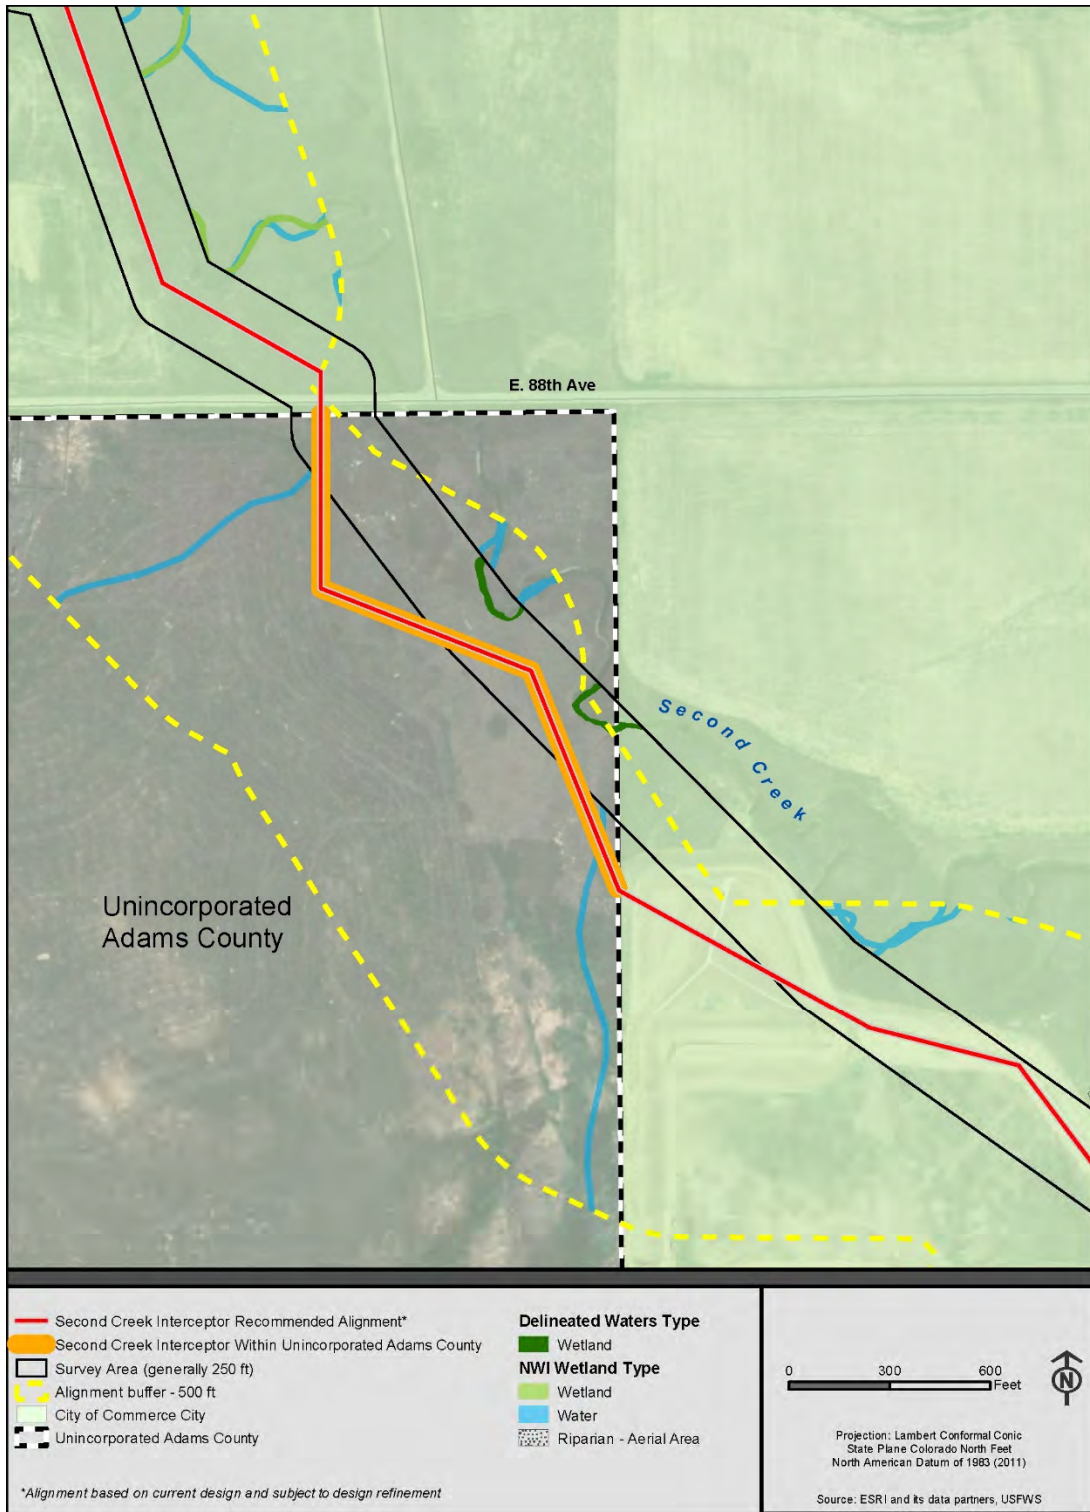 E. 88th Ave
Second Creek
Unincorporated
Adams County
Second Creek Interceptor Recommended Alignment*
Second Creek Interceptor Within Unincorporated Adams County
Survey Area (generally 250 ft)
Alignment buffer - 500 ft
City of Commerce City
Unincorporated Adams County
*Alignment based on current design and subject to design refinement
Delineated Waters Type
Wetland
NWI Wetland Type
Wetland
Water
Riparian - Aerial Area
0 300 600
Feet
N
Projection: Lambert Conformal Conic
State Plane Colorado North Feet
North American Datum of 1983 (2011)
Source: ESRI and its data partners, USFWS